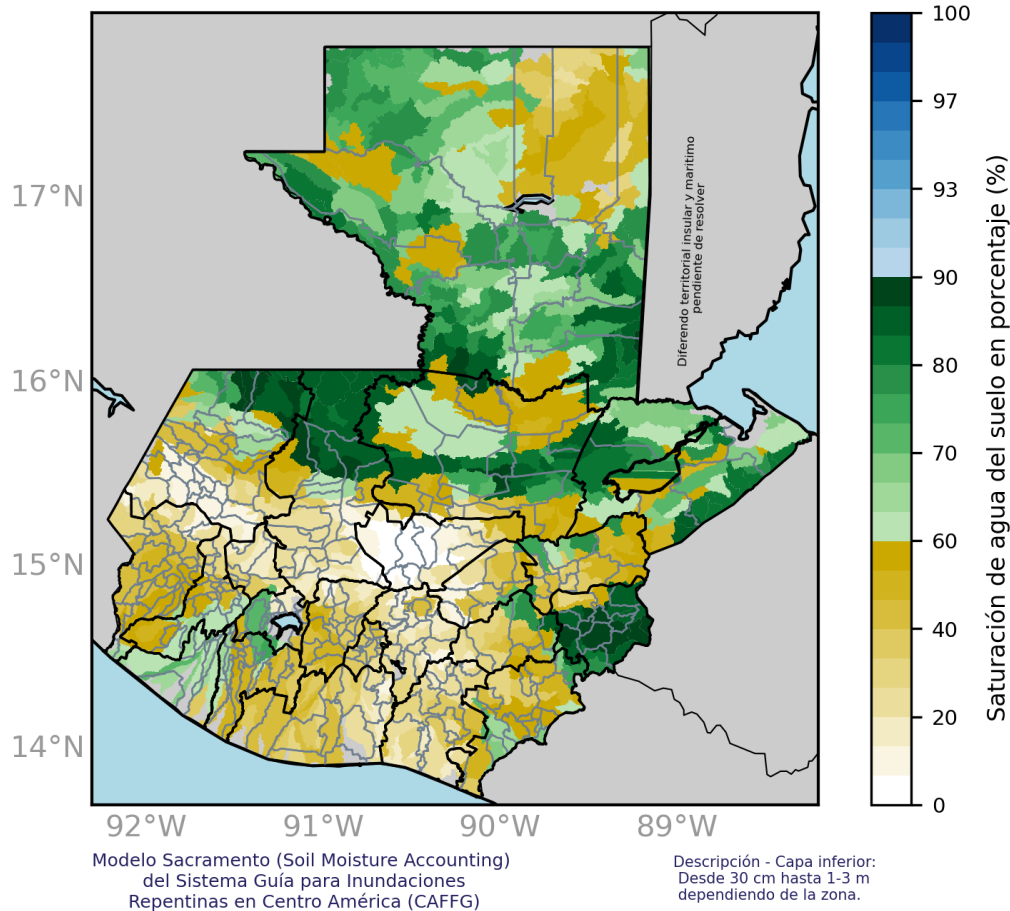 100
97
93
90
80
70
60
40
20
0
Saturación de agua del suelo en porcentaje (%)
17°N
16°N
15°N
14°N
92°W 91°W 90°W 89°W
Diferendo territorial insular y maritimo
pendiente de resolver
Modelo Sacramento (Soil Moisture Accounting)
del Sistema Guía para Inundaciones
Repentinas en Centro América (CAFFG)
Descripción - Capa inferior:
Desde 30 cm hasta 1-3 m
dependiendo de la zona.